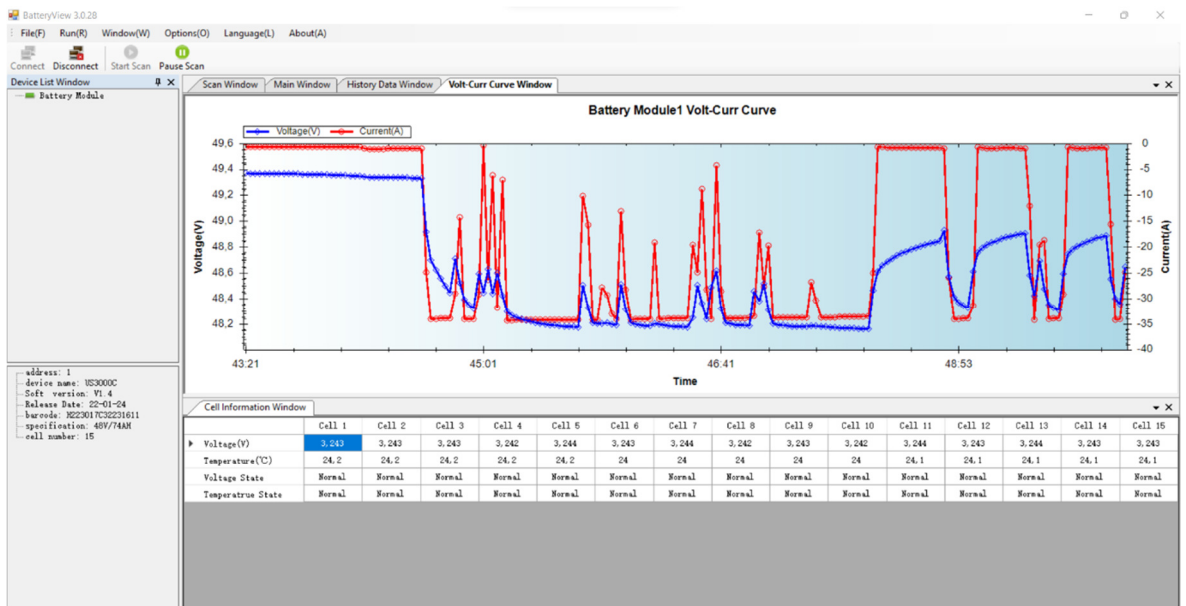 BatteryView 3.0.28
File(F) Run(R) Window(W) Options(O) Language(L) About(A)
Connect Disconnect Start Scan Pause Scan
Device List Window
Battery Module
address: 1
device name: US3000C
Soft version: V1.4
Release Date: 22-01-24
barcode: H223017C32231611
specification: 48V/74AH
cell number: 15
Scan Window Main Window History Data Window Volt-Curr Curve Window
Battery Module1 Volt-Curr Curve
Voltage(V) Current(A)
Voltage(V)
49,6
49,4
49,2
49,0
48,8
48,6
48,4
48,2
0
-5
-10
-15
-20
-25
-30
-35
-40
Current(A)
43:21 45:01 46:41 48:53
Time
Cell Information Window
Cell 1 Cell 2 Cell 3 Cell 4 Cell 5 Cell 6 Cell 7 Cell 8 Cell 9 Cell 10 Cell 11 Cell 12 Cell 13 Cell 14 Cell 15
Voltage(V) 3,243 3,243 3,243 3,242 3,244 3,243 3,244 3,242 3,243 3,242 3,244 3,243 3,244 3,243 3,243
Temperature(℃) 24,2 24,2 24,2 24,2 24,2 24 24 24 24 24 24,1 24,1 24,1 24,1 24,1
Voltage State Normal Normal Normal Normal Normal Normal Normal Normal Normal Normal Normal Normal Normal Normal Normal
Temperatrue State Normal Normal Normal Normal Normal Normal Normal Normal Normal Normal Normal Normal Normal Normal Normal